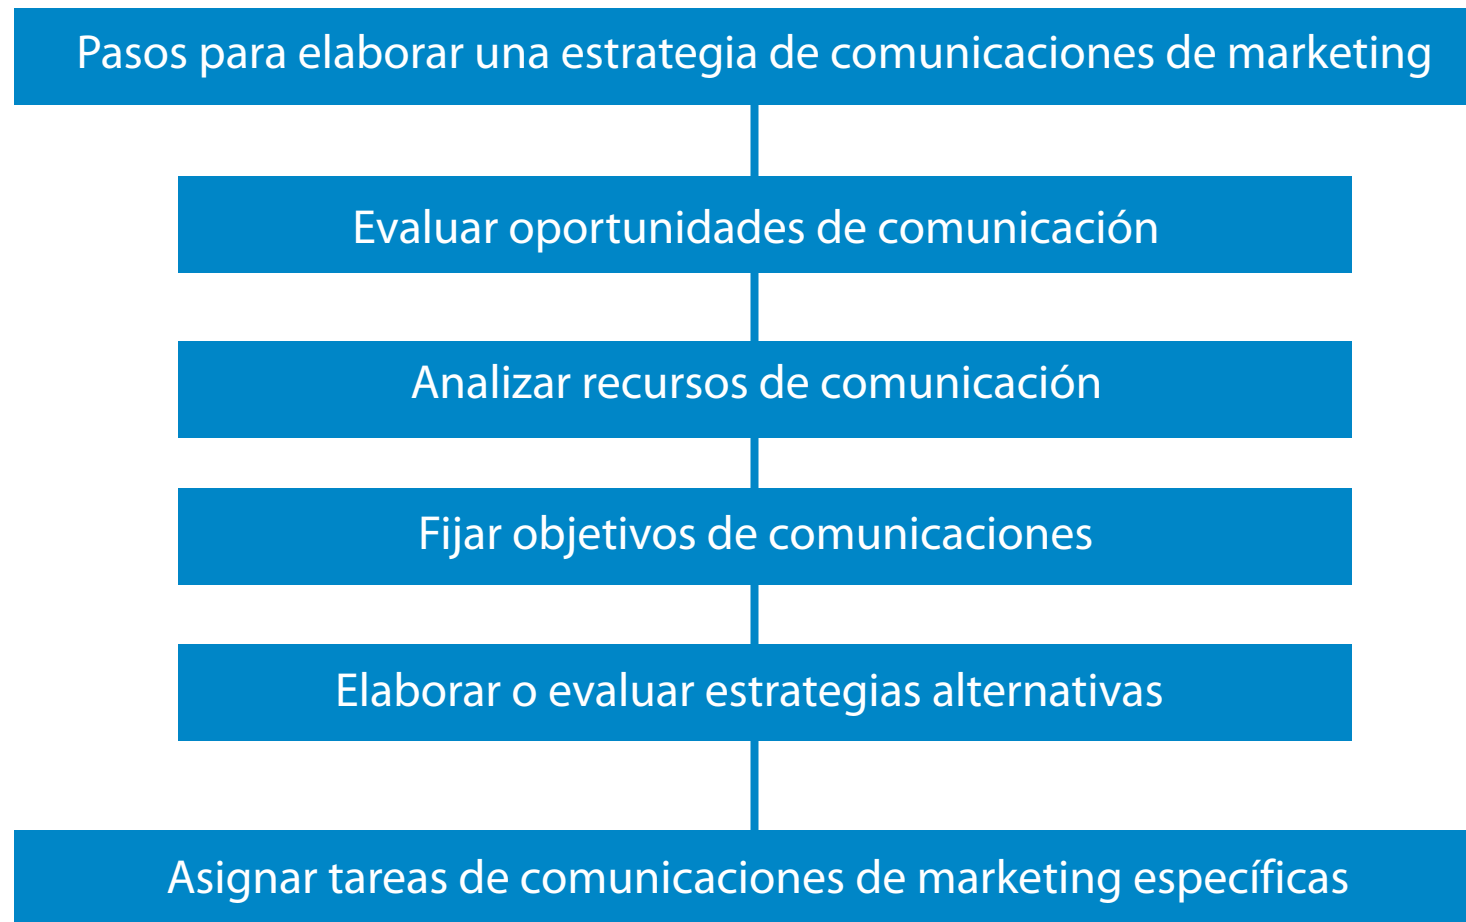 Pasos para elaborar una estrategia de comunicaciones de marketing
Evaluar oportunidades de comunicación
Analizar recursos de comunicación
Fijar objetivos de comunicaciones
Elaborar o evaluar estrategias alternativas
Asignar tareas de comunicaciones de marketing específicas